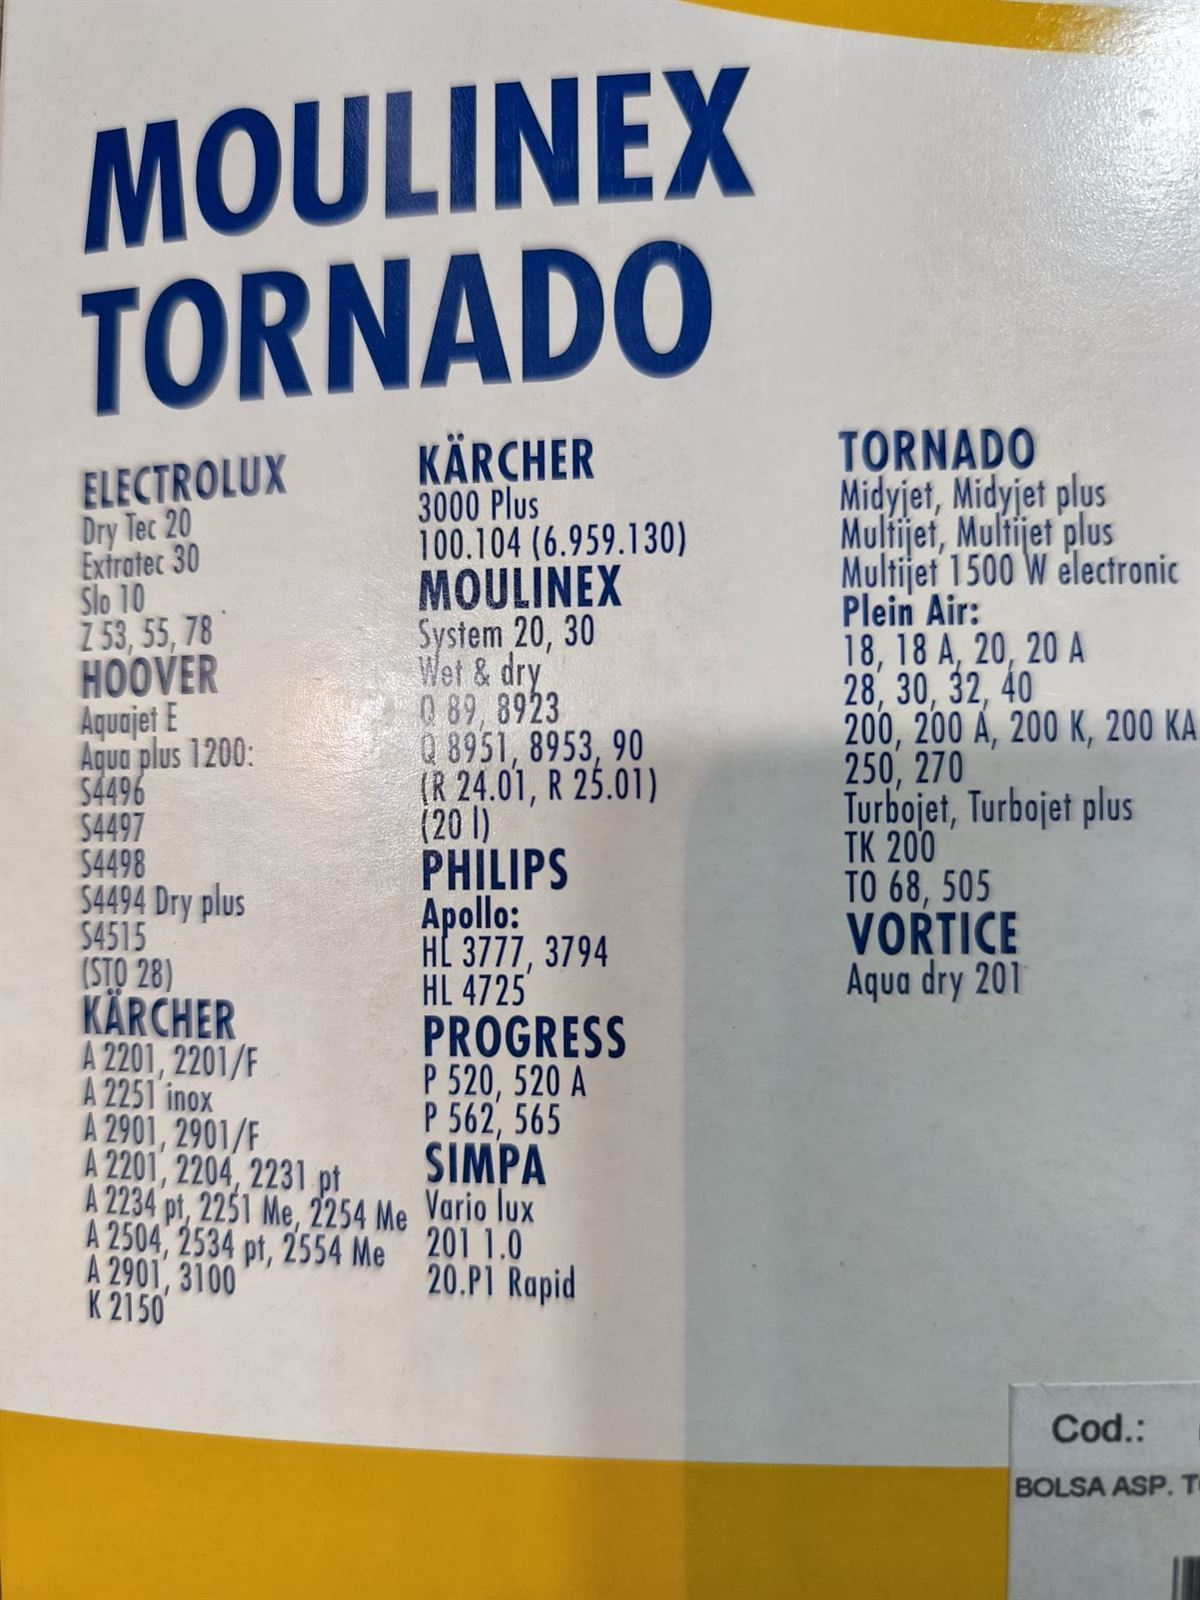 MOULINEX
TORNADO
ELECTROLUX
Dry Tec 20
Extratec 30
Slo 10
Z 53, 55, 78
HOOVER
Aquajet E
Aqua plus 1200:
S4496
S4497
S4498
S4494 Dry plus
S4515
(STO 28)
KÄRCHER
A 2201, 2201/F
A 2251 inox
A 2901, 2901/F
A 2201, 2204, 2231 pt
A 2234 pt, 2251 Me, 2254 Me
A 2504, 2534 pt, 2554 Me
A 2901, 3100
K 2150
KÄRCHER
3000 Plus
100.104 (6.959.130)
MOULINEX
System 20, 30
Wet & dry
Q 89, 8923
Q 8951, 8953, 90
(R 24.01, R 25.01)
(20 l)
PHILIPS
Apollo:
HL 3777, 3794
HL 4725
PROGRESS
P 520, 520 A
P 562, 565
SIMPA
Vario lux
201 1.0
20.P1 Rapid
TORNADO
Midyjet, Midyjet plus
Multijet, Multijet plus
Multijet 1500 W electronic
Plein Air:
18, 18 A, 20, 20 A
28, 30, 32, 40
200, 200 A, 200 K, 200 KA
250, 270
Turbojet, Turbojet plus
TK 200
TO 68, 505
VORTICE
Aqua dry 201
Cod.:
BOLSA ASP.